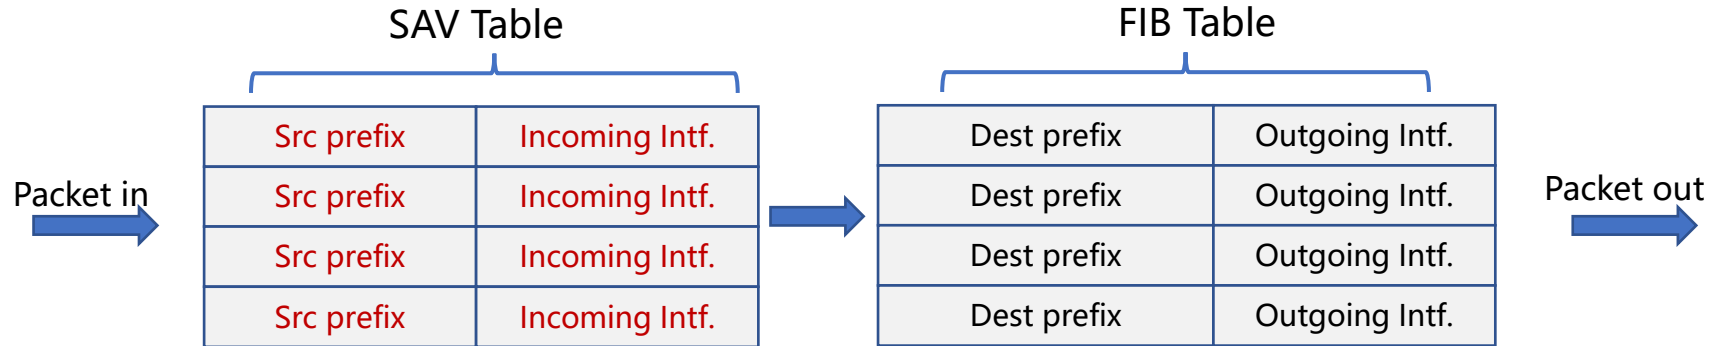 SAV Table
FIB Table
Packet in
Src prefix Incoming Intf.
Src prefix Incoming Intf.
Src prefix Incoming Intf.
Src prefix Incoming Intf.
Dest prefix Outgoing Intf.
Dest prefix Outgoing Intf.
Dest prefix Outgoing Intf.
Dest prefix Outgoing Intf.
Packet out